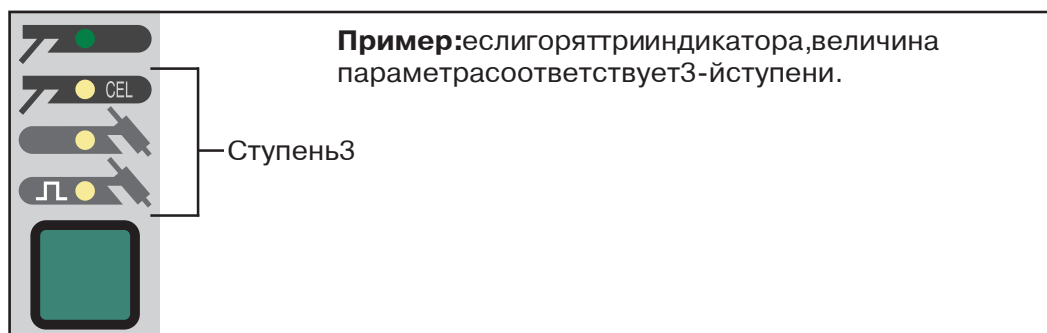 Пример:еслигоряттрииндикатора,величина
параметрасоответствует3-йступени.
CEL
Ступень3